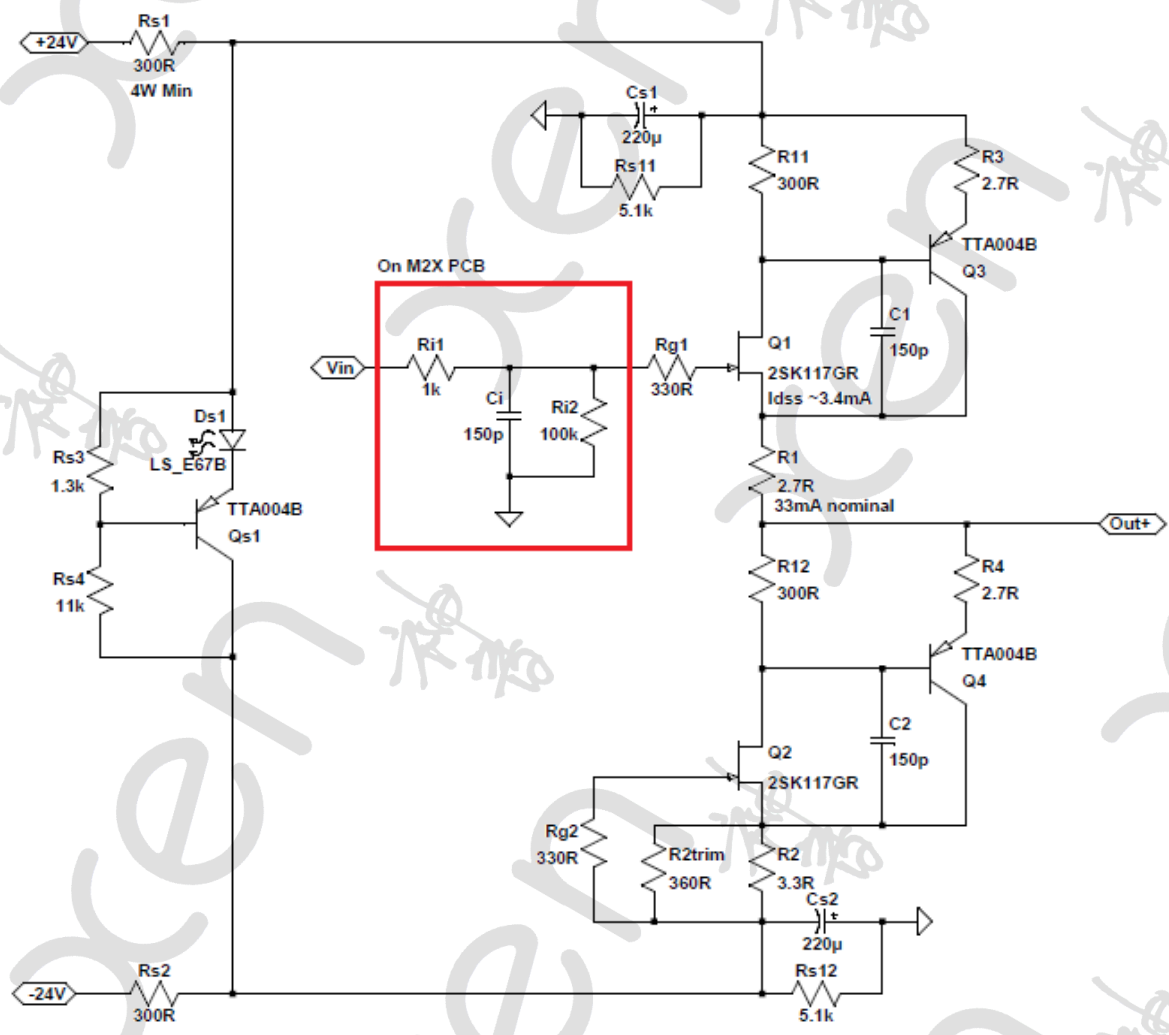 Rs1
+24V
300R
4W Min
Cs1
+
220µ
Rs11
5.1k
R11
300R
R3
2.7R
TTA004B
Q3
On M2X PCB
C1
150p
Vin
Ri1
1k
Rg1
330R
Q1
2SK117GR
Idss ~3.4mA
Ci
150p
Ri2
100k
Ds1
LS_E67B
Rs3
1.3k
R1
2.7R
33mA nominal
TTA004B
Qs1
Out+
Rs4
11k
R12
300R
R4
2.7R
TTA004B
Q4
C2
150p
Q2
2SK117GR
Rg2
330R
R2trim
360R
R2
3.3R
Cs2
+
220µ
Rs2
-24V
300R
Rs12
5.1k
xen
xen
xen
xen